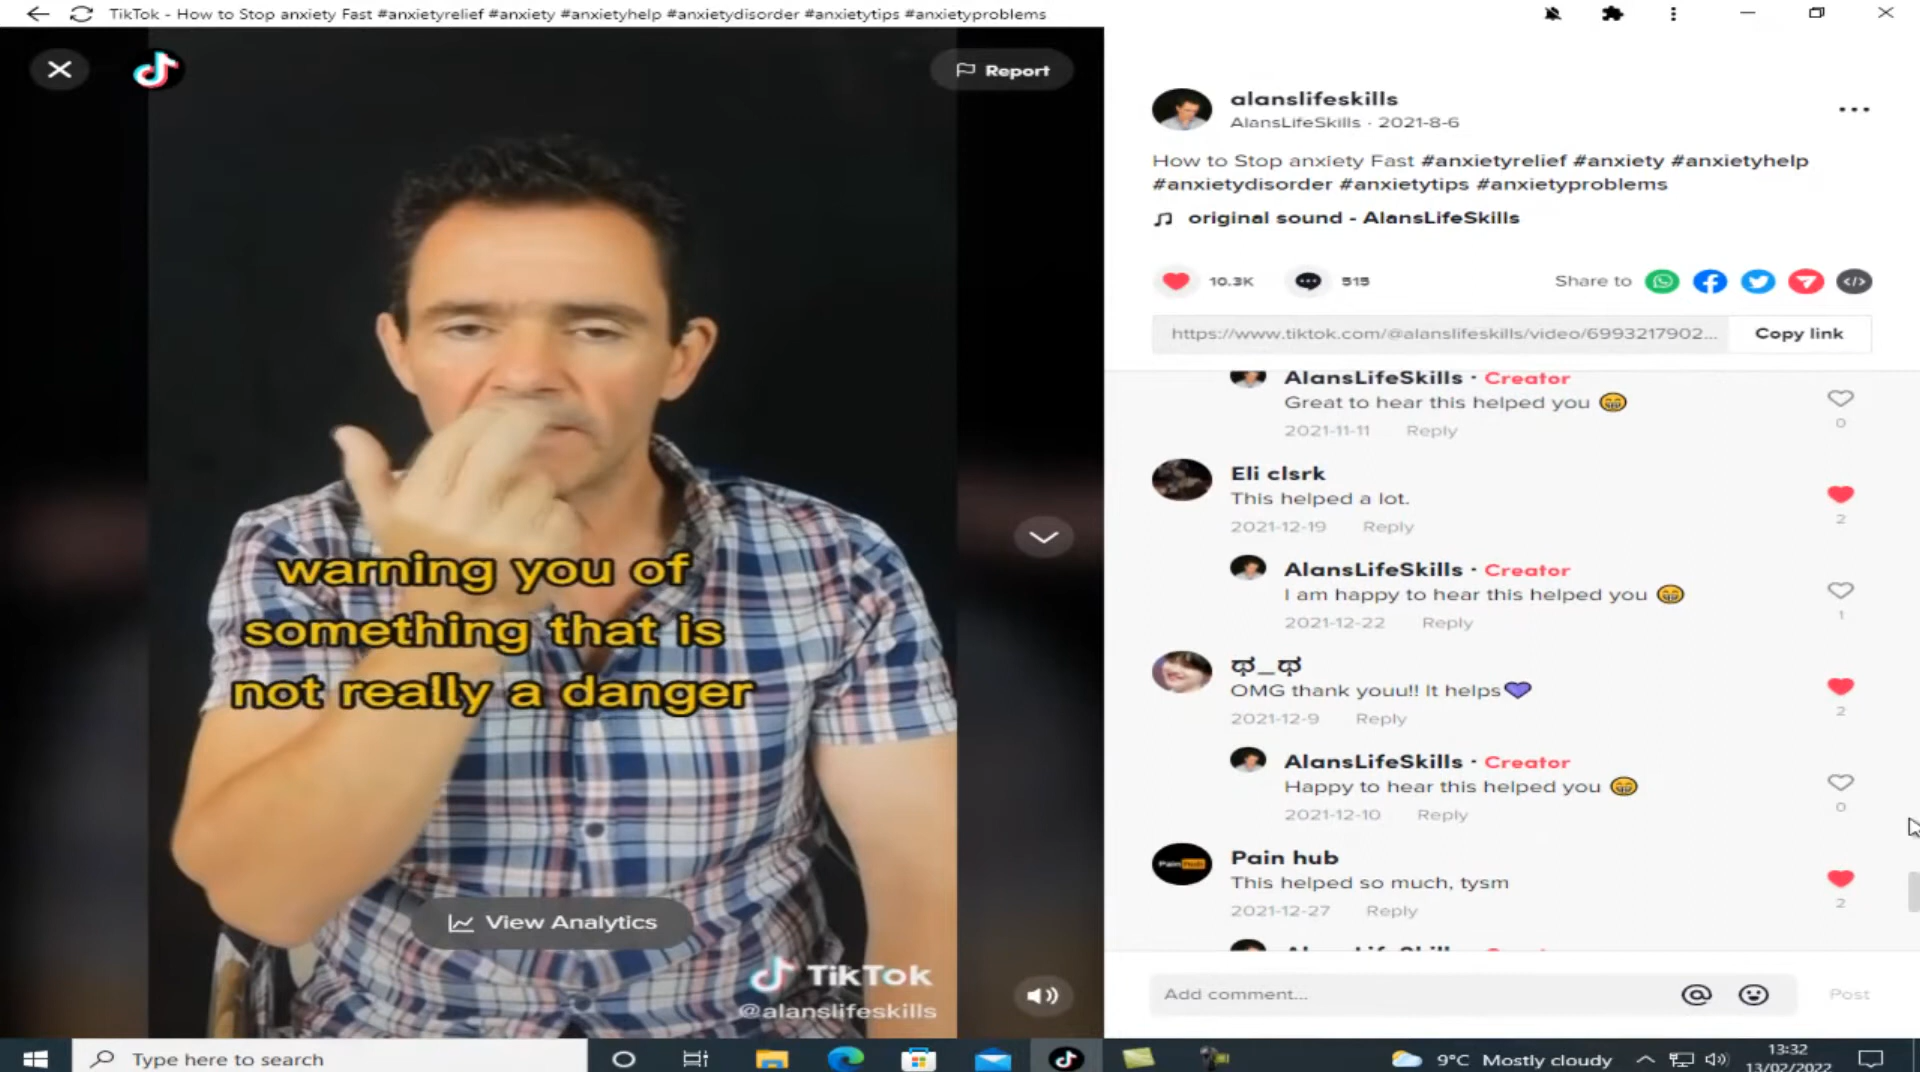 TikTok - How to Stop anxiety Fast #anxietyrelief #anxiety #anxietyhelp #anxietydisorder #anxietytips #anxietyproblems
Report
warning you of
something that is
not really a danger
View Analytics
TikTok
@alanslifeskills
alanslifeskills
AlansLifeSkills · 2021-8-6
How to Stop anxiety Fast #anxietyrelief #anxiety #anxietyhelp
#anxietydisorder #anxietytips #anxietyproblems
original sound - AlansLifeSkills
10.3K
515
Share to
https://www.tiktok.com/@alanslifeskills/video/6993217902...
Copy link
AlansLifeSkills · Creator
Great to hear this helped you 😁
0
2021-11-11 Reply
Eli clsrk
This helped a lot.
2
2021-12-19 Reply
AlansLifeSkills · Creator
I am happy to hear this helped you 😁
1
2021-12-22 Reply
ಥ_ಥ
OMG thank youu!! It helps💜
2
2021-12-9 Reply
AlansLifeSkills · Creator
Happy to hear this helped you 😁
0
2021-12-10 Reply
Pain hub
This helped so much, tysm
2
2021-12-27 Reply
Add comment...
Post
Type here to search
9°C Mostly cloudy
13:32
13/02/2022